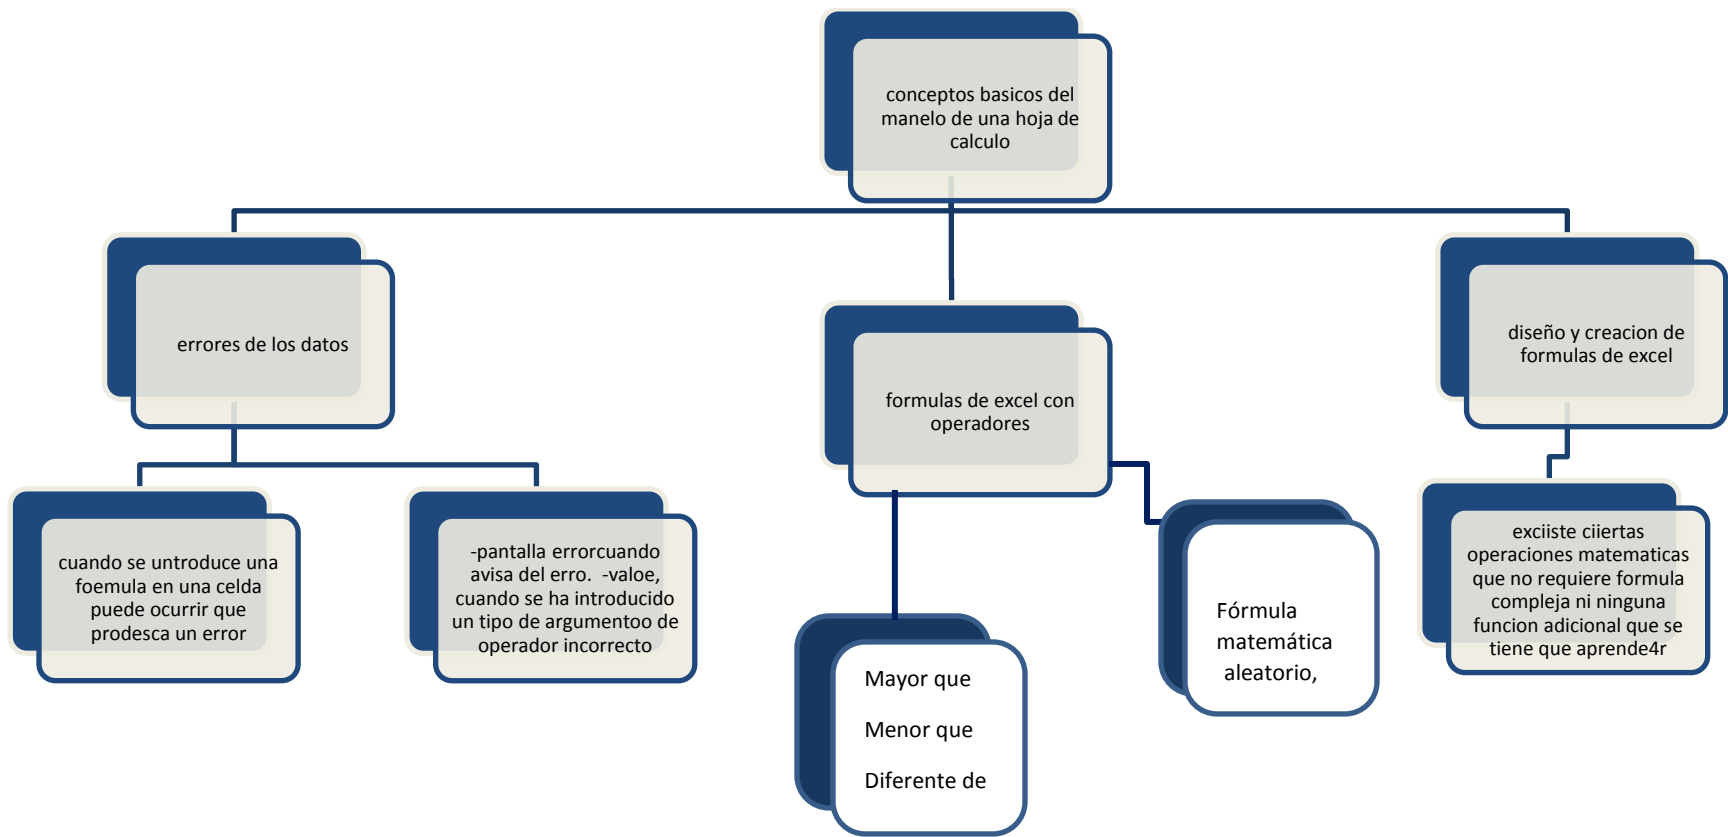 conceptos basicos del
manelo de una hoja de
calculo
errores de los datos
formulas de excel con
operadores
diseño y creacion de
formulas de excel
cuando se untroduce una
foemula en una celda
puede ocurrir que
prodesca un error
-pantalla errorcuando
avisa del erro.  -valoe,
cuando se ha introducido
un tipo de argumentoo de
operador incorrecto
Mayor que
Menor que
Diferente de
Fórmula
matemática
aleatorio,
exciiste ciiertas
operaciones matematicas
que no requiere formula
compleja ni ninguna
funcion adicional que se
tiene que aprende4r